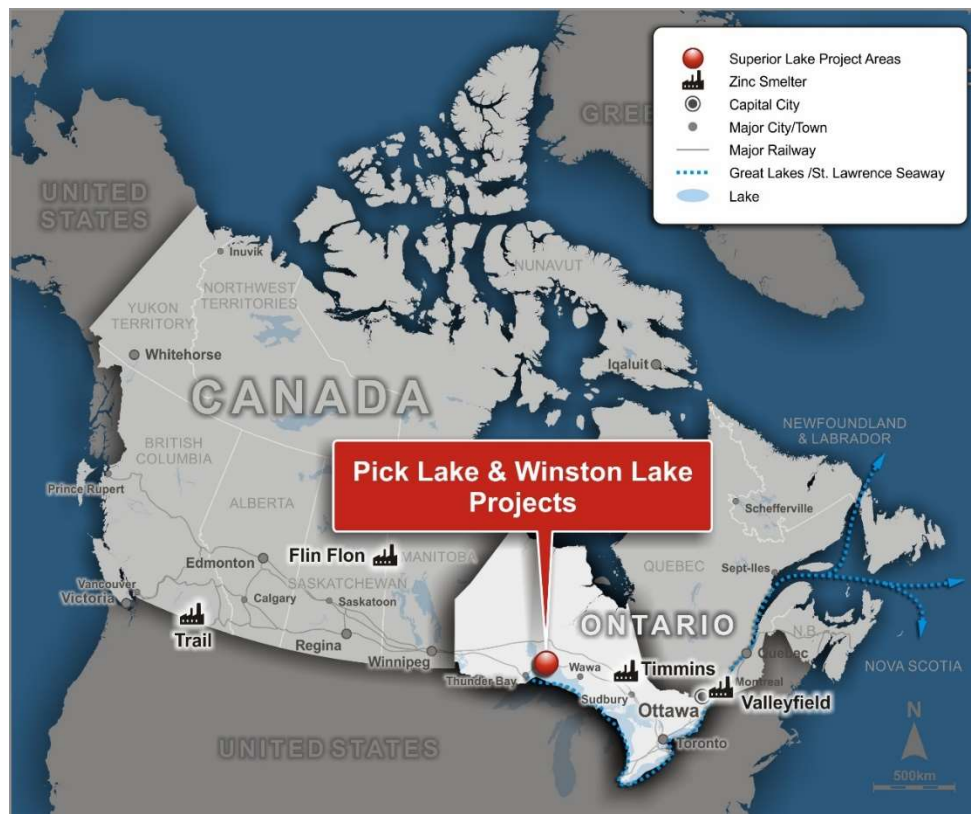 Superior Lake Project Areas
Zinc Smelter
Capital City
Major City/Town
Major Railway
Great Lakes /St. Lawrence Seaway
Lake
GREE
UNITED
STATES
Inuvik
NUNAVUT
NORTHWEST
TERRITORIES
YUKON
TERRITORY
Whitehorse
Iqaluit
CANADA
NEWFOUNDLAND
& LABRADOR
BRITISH
COLUMBIA
Pick Lake & Winston Lake
Projects
Prince Rupert
ALBERTA
Schefferville
Flin Flon
MANITOBA
Edmonton
SASKATCHEWAN
QUEBEC
Sept-Iles
Vancouver
Victoria
Calgary
Saskatoon
Trail
Regina
Winnipeg
ONTARIO
N.B.
Quebec
NOVA SCOTIA
Thunder Bay
Wawa
Timmins
Montreal
Sudbury
Ottawa
Valleyfield
Toronto
UNITED STATES
N
500km